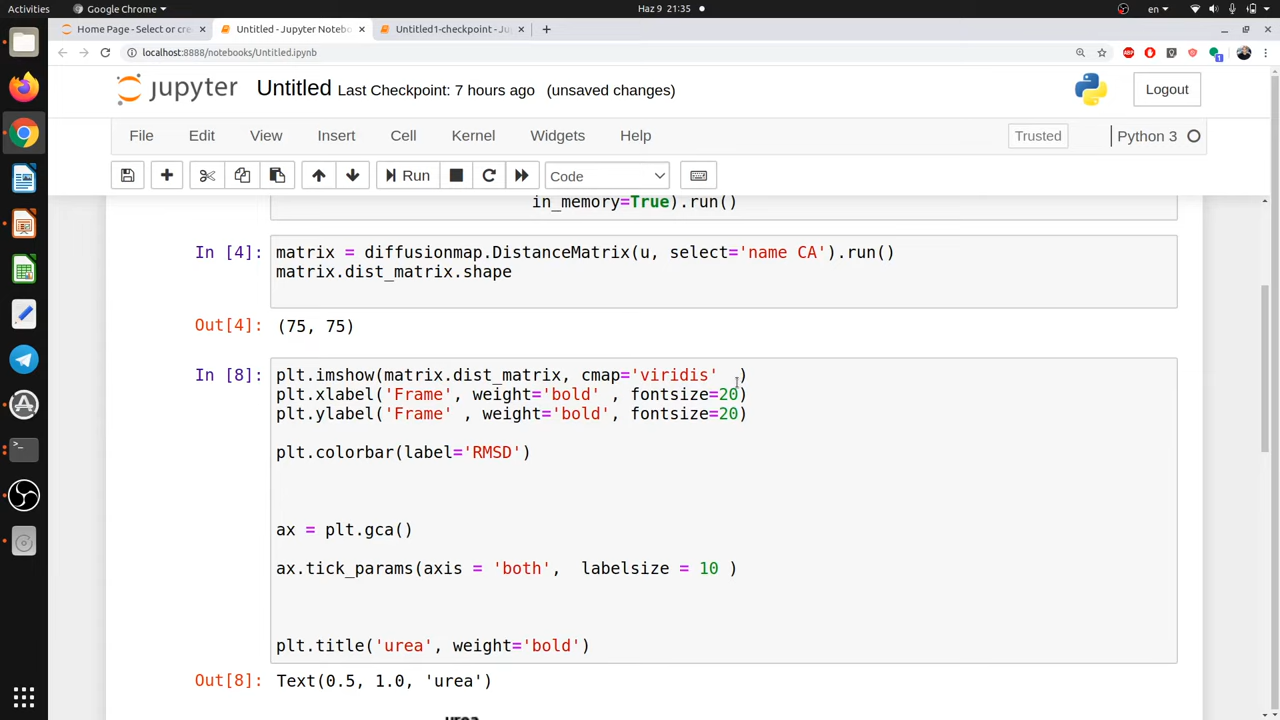 Activities
Google Chrome
Haz 9 21:35
en
Home Page - Select or cre
Untitled - Jupyter Notebo
Untitled1-checkpoint - Ju
localhost:8888/notebooks/Untitled.ipynb
ABP
1
jupyter
Untitled Last Checkpoint: 7 hours ago (unsaved changes)
Logout
File Edit View Insert Cell Kernel Widgets Help
Trusted
Python 3
Run
Code
in_memory=True).run()
In [4]: matrix = diffusionmap.DistanceMatrix(u, select='name CA').run()
matrix.dist_matrix.shape
Out[4]: (75, 75)
In [8]: plt.imshow(matrix.dist_matrix, cmap='viridis' )
plt.xlabel('Frame', weight='bold' , fontsize=20)
plt.ylabel('Frame' , weight='bold', fontsize=20)
plt.colorbar(label='RMSD')
ax = plt.gca()
ax.tick_params(axis = 'both', labelsize = 10 )
plt.title('urea', weight='bold')
Out[8]: Text(0.5, 1.0, 'urea')
urea